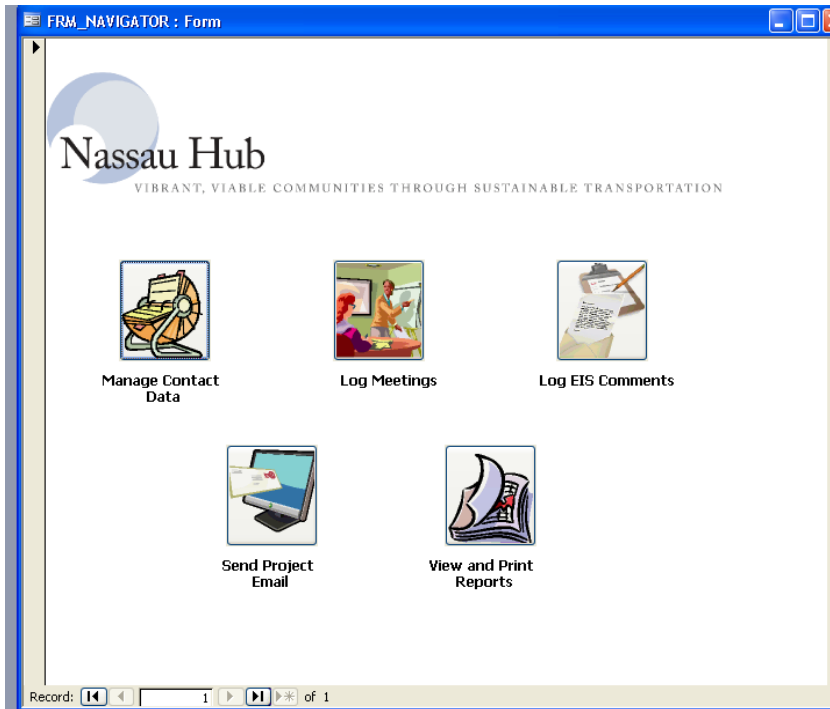 FRM_NAVIGATOR : Form
Nassau Hub
VIBRANT, VIABLE COMMUNITIES THROUGH SUSTAINABLE TRANSPORTATION
Manage Contact
Data
Log Meetings
Log EIS Comments
Send Project
Email
View and Print
Reports
Record: 1 of 1